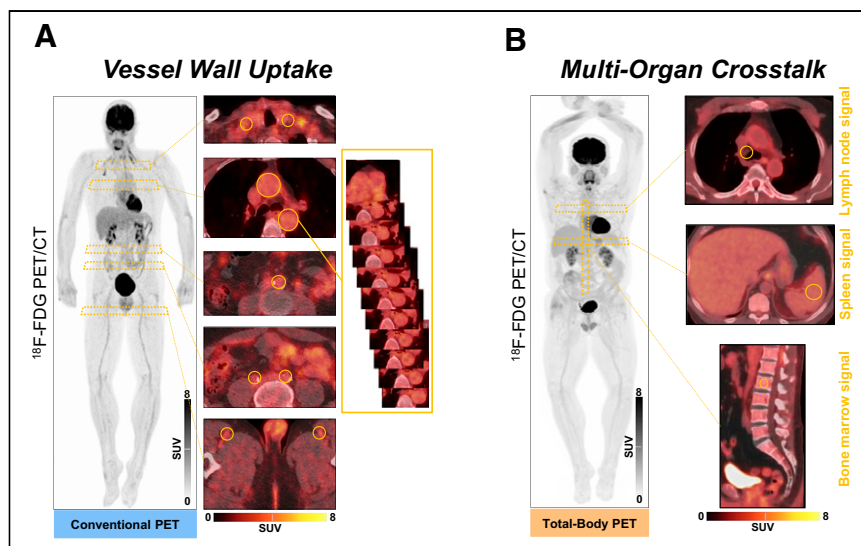 A
Vessel Wall Uptake
¹⁸F-FDG PET/CT
8
SUV
0
Conventional PET
0
8
SUV
B
Multi-Organ Crosstalk
¹⁸F-FDG PET/CT
8
SUV
0
Total-Body PET
Lymph node signal
Spleen signal
Bone marrow signal
0
8
SUV